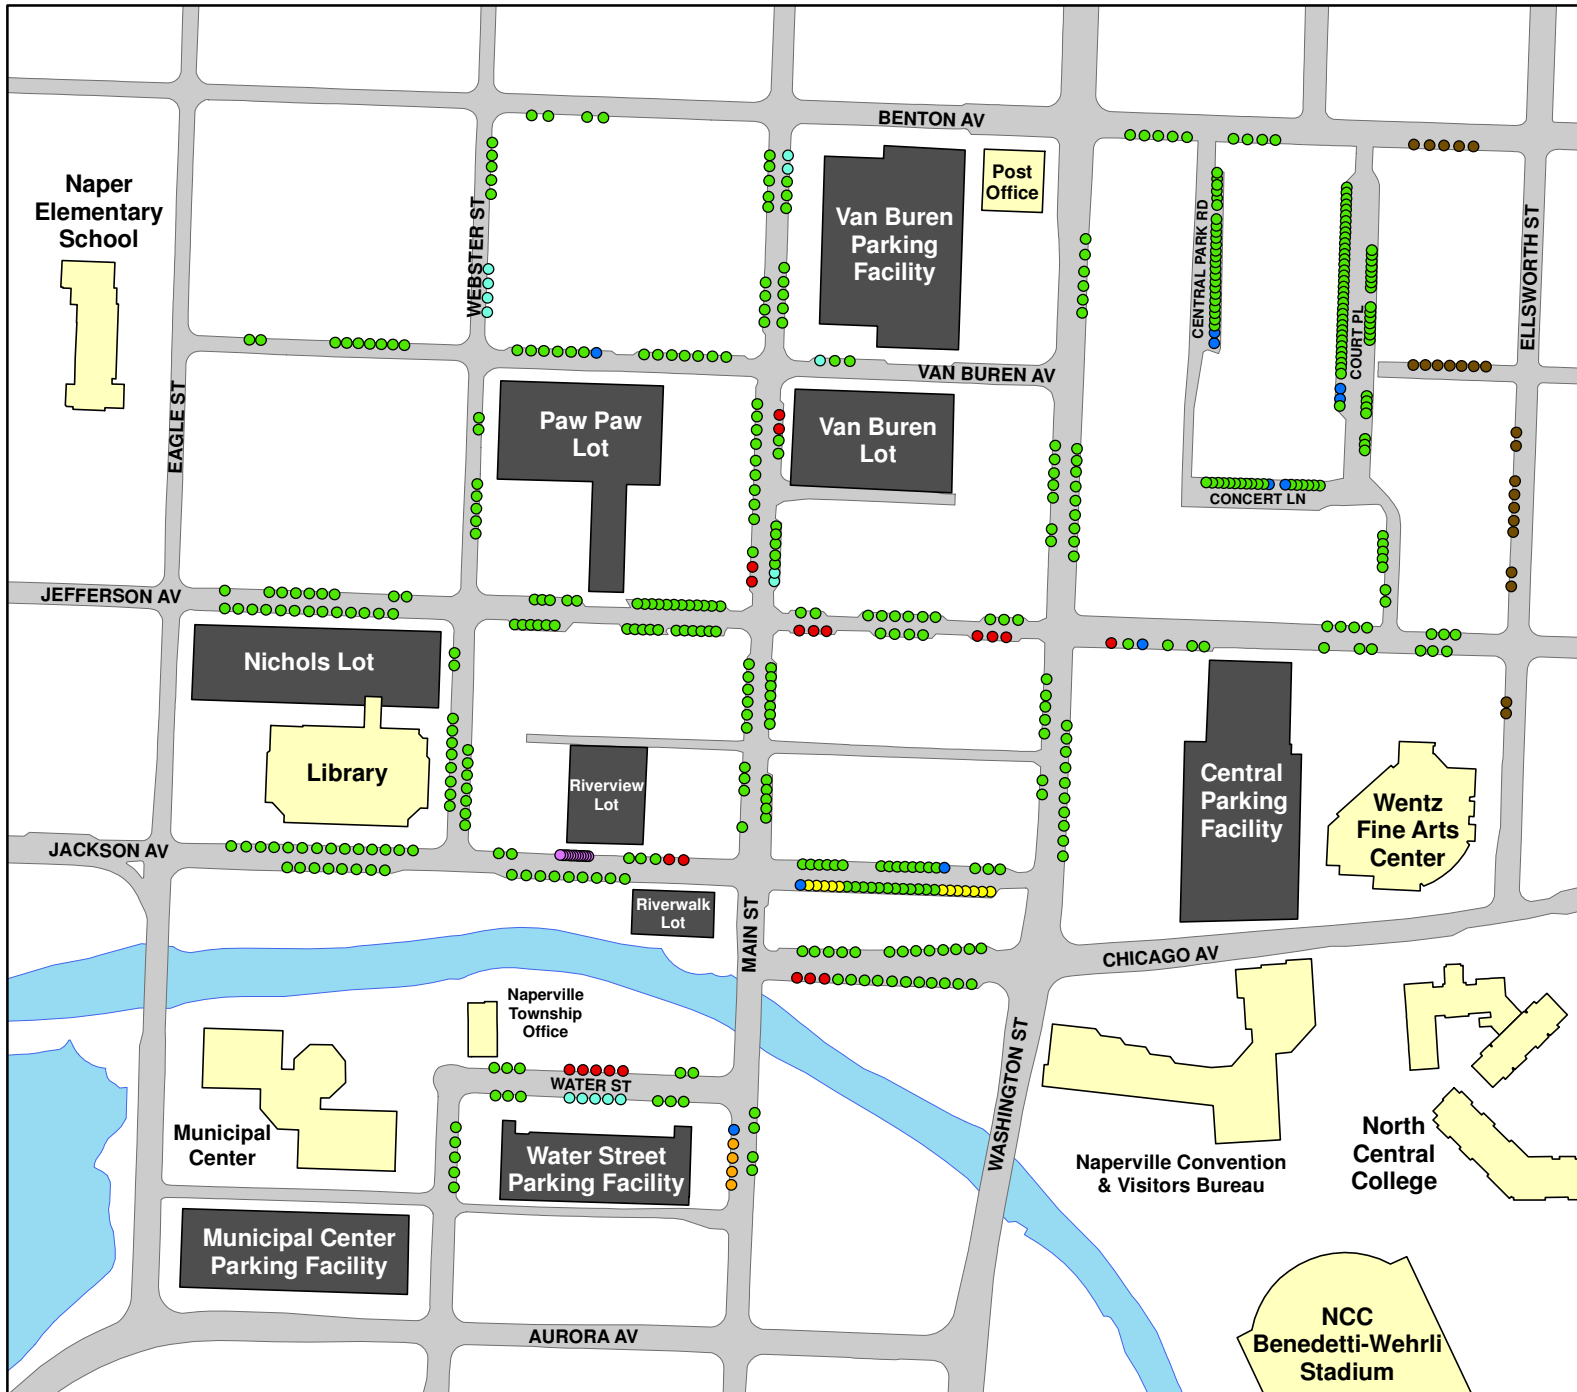 BENTON AV
Naper
Elementary
School
WEBSTER ST
Van Buren
Parking
Facility
Post
Office
CENTRAL PARK RD
COURT PL
ELLSWORTH ST
VAN BUREN AV
EAGLE ST
Paw Paw
Lot
Van Buren
Lot
CONCERT LN
JEFFERSON AV
Nichols Lot
Library
Riverview
Lot
Central
Parking
Facility
Wentz
Fine Arts
Center
JACKSON AV
Riverwalk
Lot
MAIN ST
CHICAGO AV
Naperville
Township
Office
WATER ST
WASHINGTON ST
Municipal
Center
Water Street
Parking Facility
Naperville Convention
& Visitors Bureau
North
Central
College
Municipal Center
Parking Facility
AURORA AV
NCC
Benedetti-Wehrli
Stadium